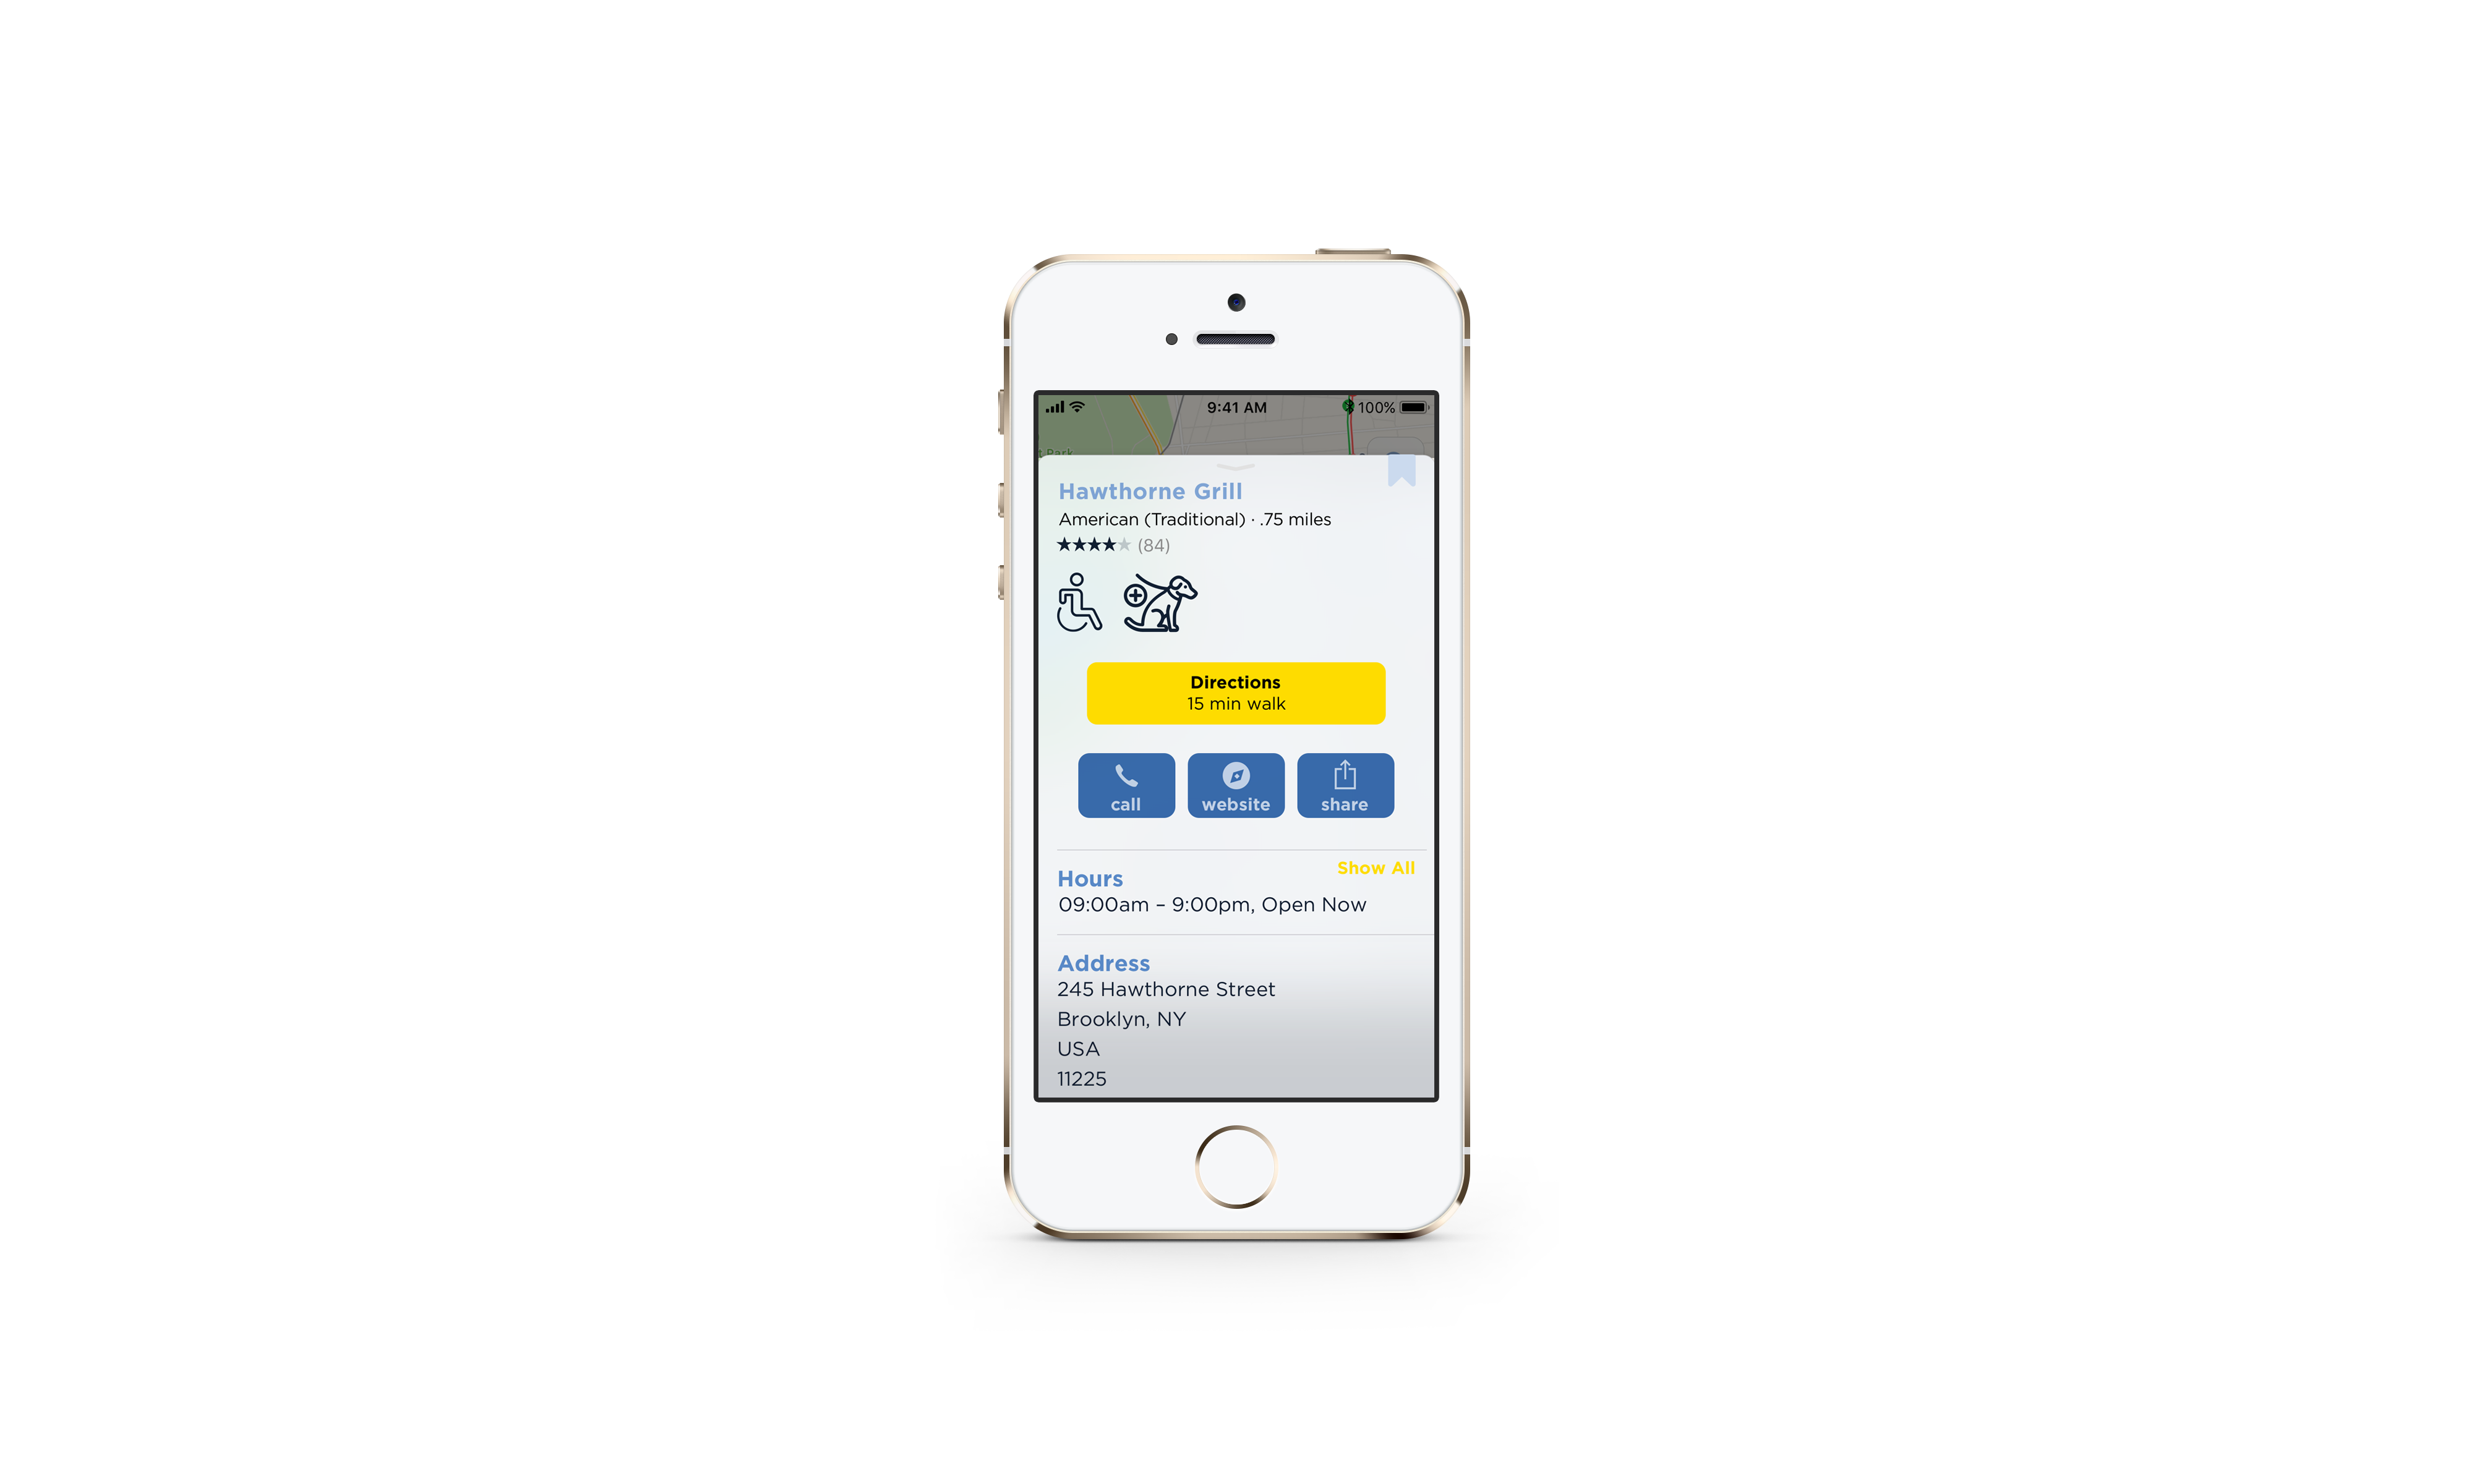 9:41 AM
100%
t Park
Hawthorne Grill
American (Traditional) · .75 miles
(84)
Directions
15 min walk
call
website
share
Show All
Hours
09:00am – 9:00pm, Open Now
Address
245 Hawthorne Street
Brooklyn, NY
USA
11225